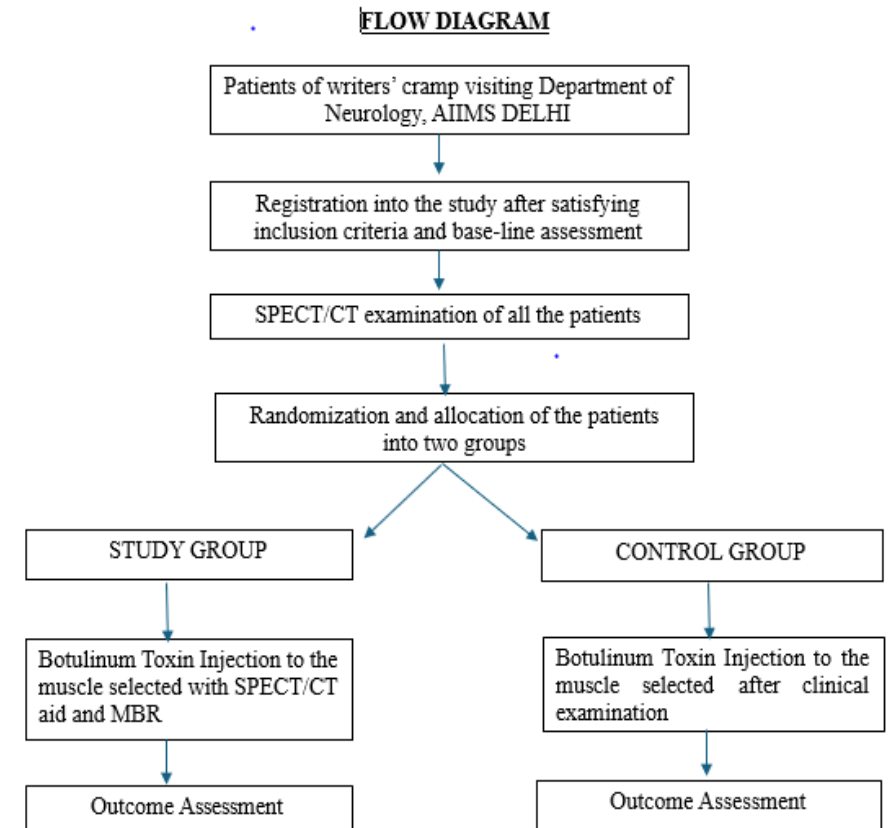 FLOW DIAGRAM
Patients of writers’ cramp visiting Department of
Neurology, AIIMS DELHI
Registration into the study after satisfying
inclusion criteria and base-line assessment
SPECT/CT examination of all the patients
Randomization and allocation of the patients
into two groups
STUDY GROUP
CONTROL GROUP
Botulinum Toxin Injection to the
muscle selected with SPECT/CT
aid and MBR
Botulinum Toxin Injection to the
muscle selected after clinical
examination
Outcome Assessment
Outcome Assessment